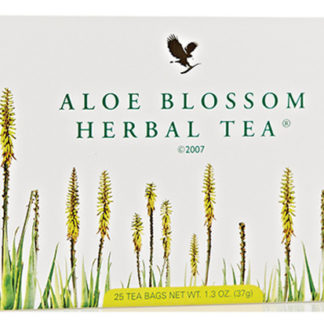 ALOE BLOSSOM
HERBAL TEA®
©2007
25 TEA BAGS NET WT. 1.3 OZ. (37g)